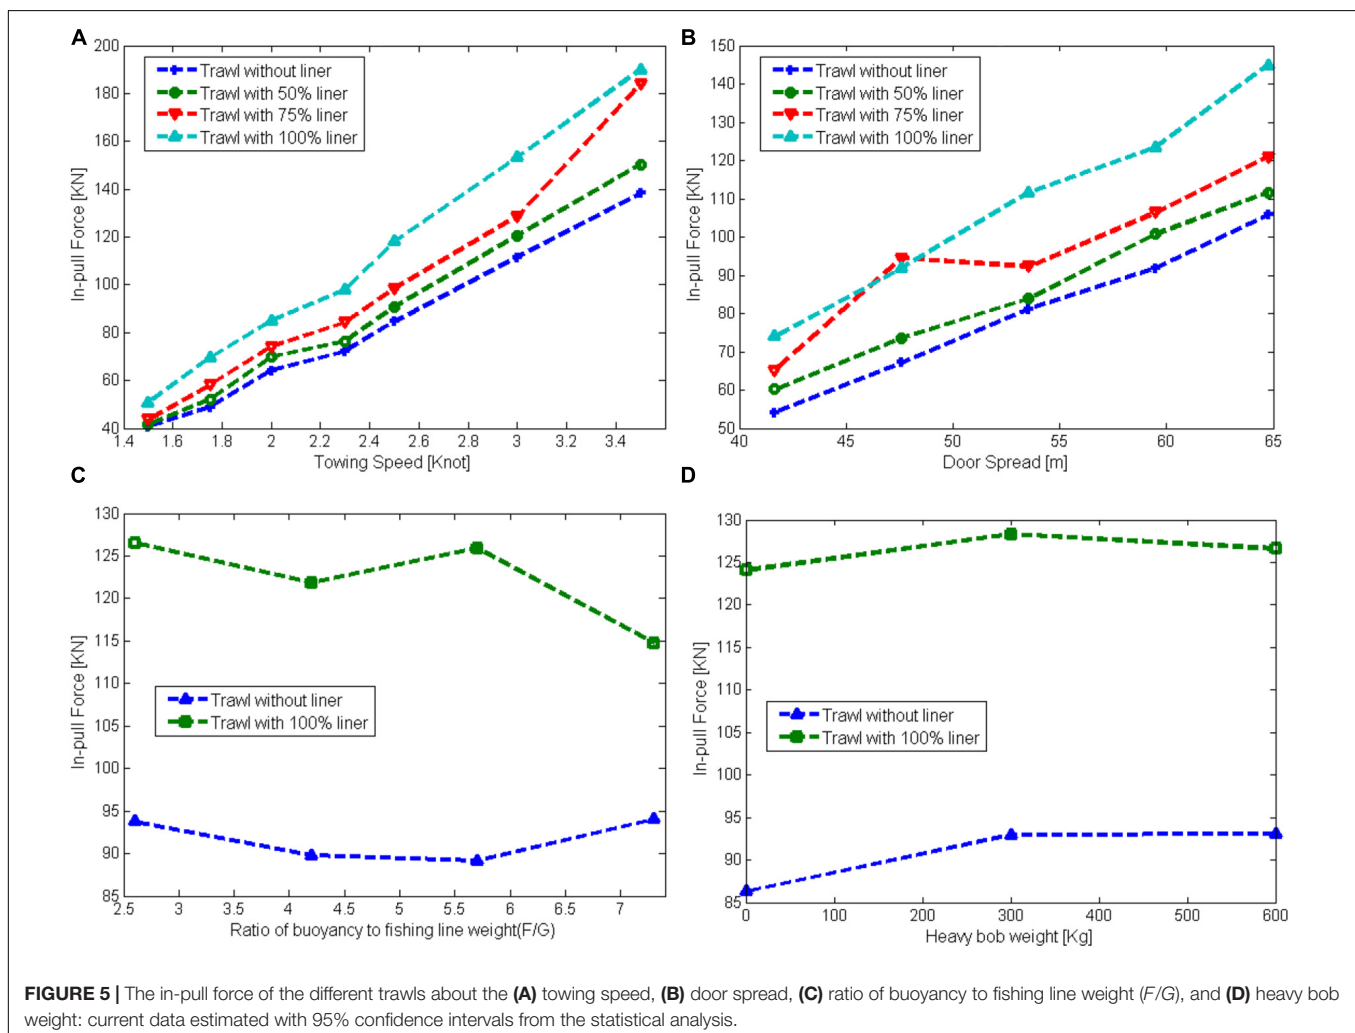 A
200
180
160
140
120
100
80
60
40
1.4 1.6 1.8 2 2.2 2.4 2.6 2.8 3 3.2 3.4
In-pull Force [KN]
Towing Speed [Knot]
Trawl without liner
Trawl with 50% liner
Trawl with 75% liner
Trawl with 100% liner
B
150
140
130
120
110
100
90
80
70
60
50
40 45 50 55 60 65
In-pull Force [KN]
Door Spread [m]
Trawl without liner
Trawl with 50% liner
Trawl with 75% liner
Trawl with 100% liner
C
130
125
120
115
110
105
100
95
90
85
2.5 3 3.5 4 4.5 5 5.5 6 6.5 7
In-pull Force [KN]
Ratio of buoyancy to fishing line weight(F/G)
Trawl without liner
Trawl with 100% liner
D
130
125
120
115
110
105
100
95
90
85
0 100 200 300 400 500 600
In-pull Force [KN]
Heavy bob weight [Kg]
Trawl without liner
Trawl with 100% liner
FIGURE 5 | The in-pull force of the different trawls about the (A) towing speed, (B) door spread, (C) ratio of buoyancy to fishing line weight (F/G), and (D) heavy bob
weight: current data estimated with 95% confidence intervals from the statistical analysis.